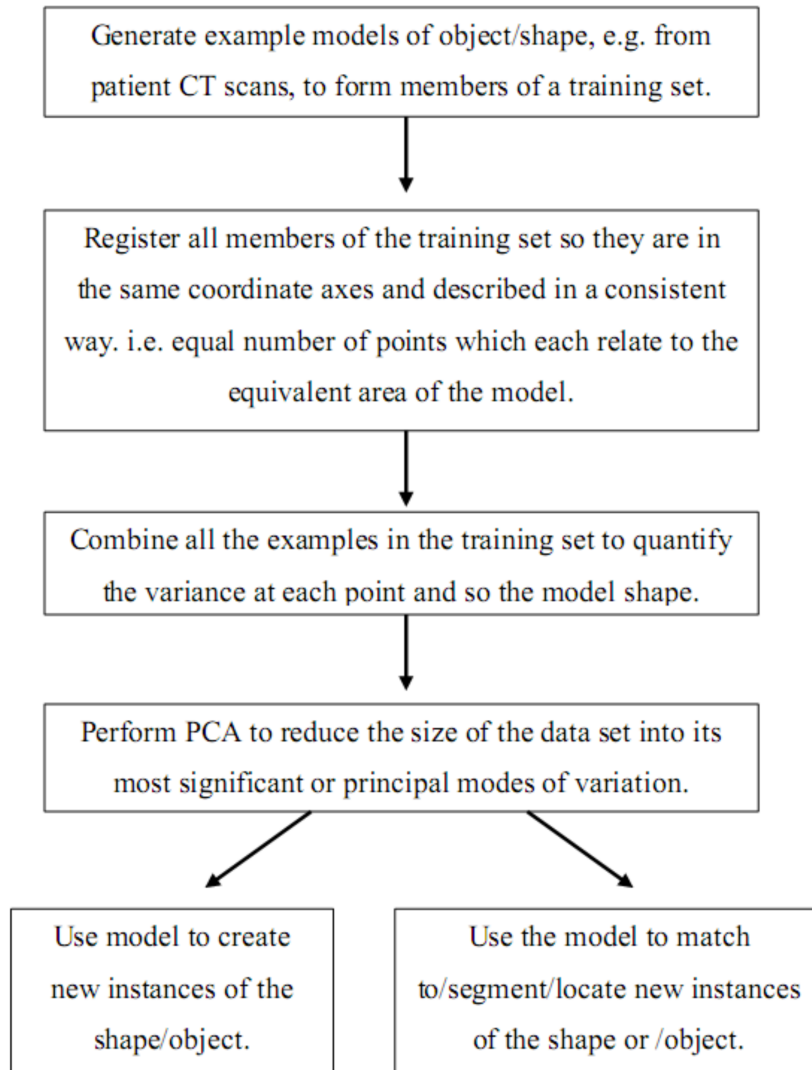 Generate example models of object/shape, e.g. from
patient CT scans, to form members of a training set.
Register all members of the training set so they are in
the same coordinate axes and described in a consistent
way. i.e. equal number of points which each relate to the
equivalent area of the model.
Combine all the examples in the training set to quantify
the variance at each point and so the model shape.
Perform PCA to reduce the size of the data set into its
most significant or principal modes of variation.
Use model to create
new instances of the
shape/object.
Use the model to match
to/segment/locate new instances
of the shape or /object.